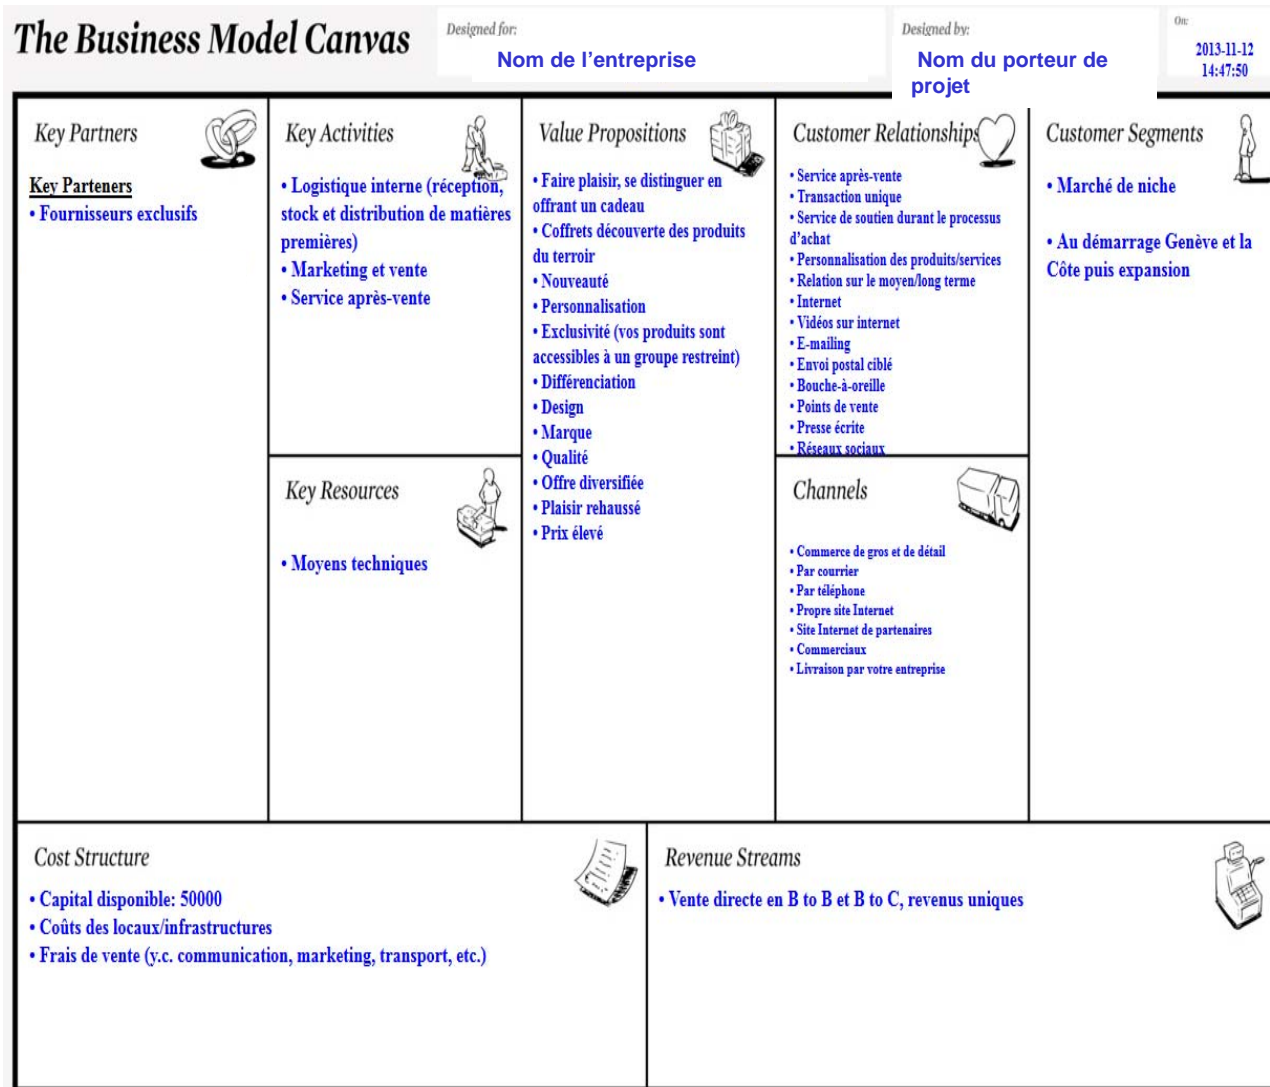 The Business Model Canvas
Designed for:
Nom de l’entreprise
Designed by:
Nom du porteur de
projet
On:
2013-11-12
14:47:50
Key Partners
Key Parteners
• Fournisseurs exclusifs
Key Activities
• Logistique interne (réception,
stock et distribution de matières
premières)
• Marketing et vente
• Service après-vente
Key Resources
• Moyens techniques
Value Propositions
• Faire plaisir, se distinguer en
offrant un cadeau
• Coffrets découverte des produits
du terroir
• Nouveauté
• Personnalisation
• Exclusivité (vos produits sont
accessibles à un groupe restreint)
• Différenciation
• Design
• Marque
• Qualité
• Offre diversifiée
• Plaisir rehaussé
• Prix élevé
Customer Relationships
• Service après-vente
• Transaction unique
• Service de soutien durant le processus
d’achat
• Personnalisation des produits/services
• Relation sur le moyen/long terme
• Internet
• Vidéos sur internet
• E-mailing
• Envoi postal ciblé
• Bouche-à-oreille
• Points de vente
• Presse écrite
• Réseaux sociaux
Channels
• Commerce de gros et de détail
• Par courrier
• Par téléphone
• Propre site Internet
• Site Internet de partenaires
• Commerciaux
• Livraison par votre entreprise
Customer Segments
• Marché de niche
• Au démarrage Genève et la
Côte puis expansion
Cost Structure
• Capital disponible: 50000
• Coûts des locaux/infrastructures
• Frais de vente (y.c. communication, marketing, transport, etc.)
Revenue Streams
• Vente directe en B to B et B to C, revenus uniques